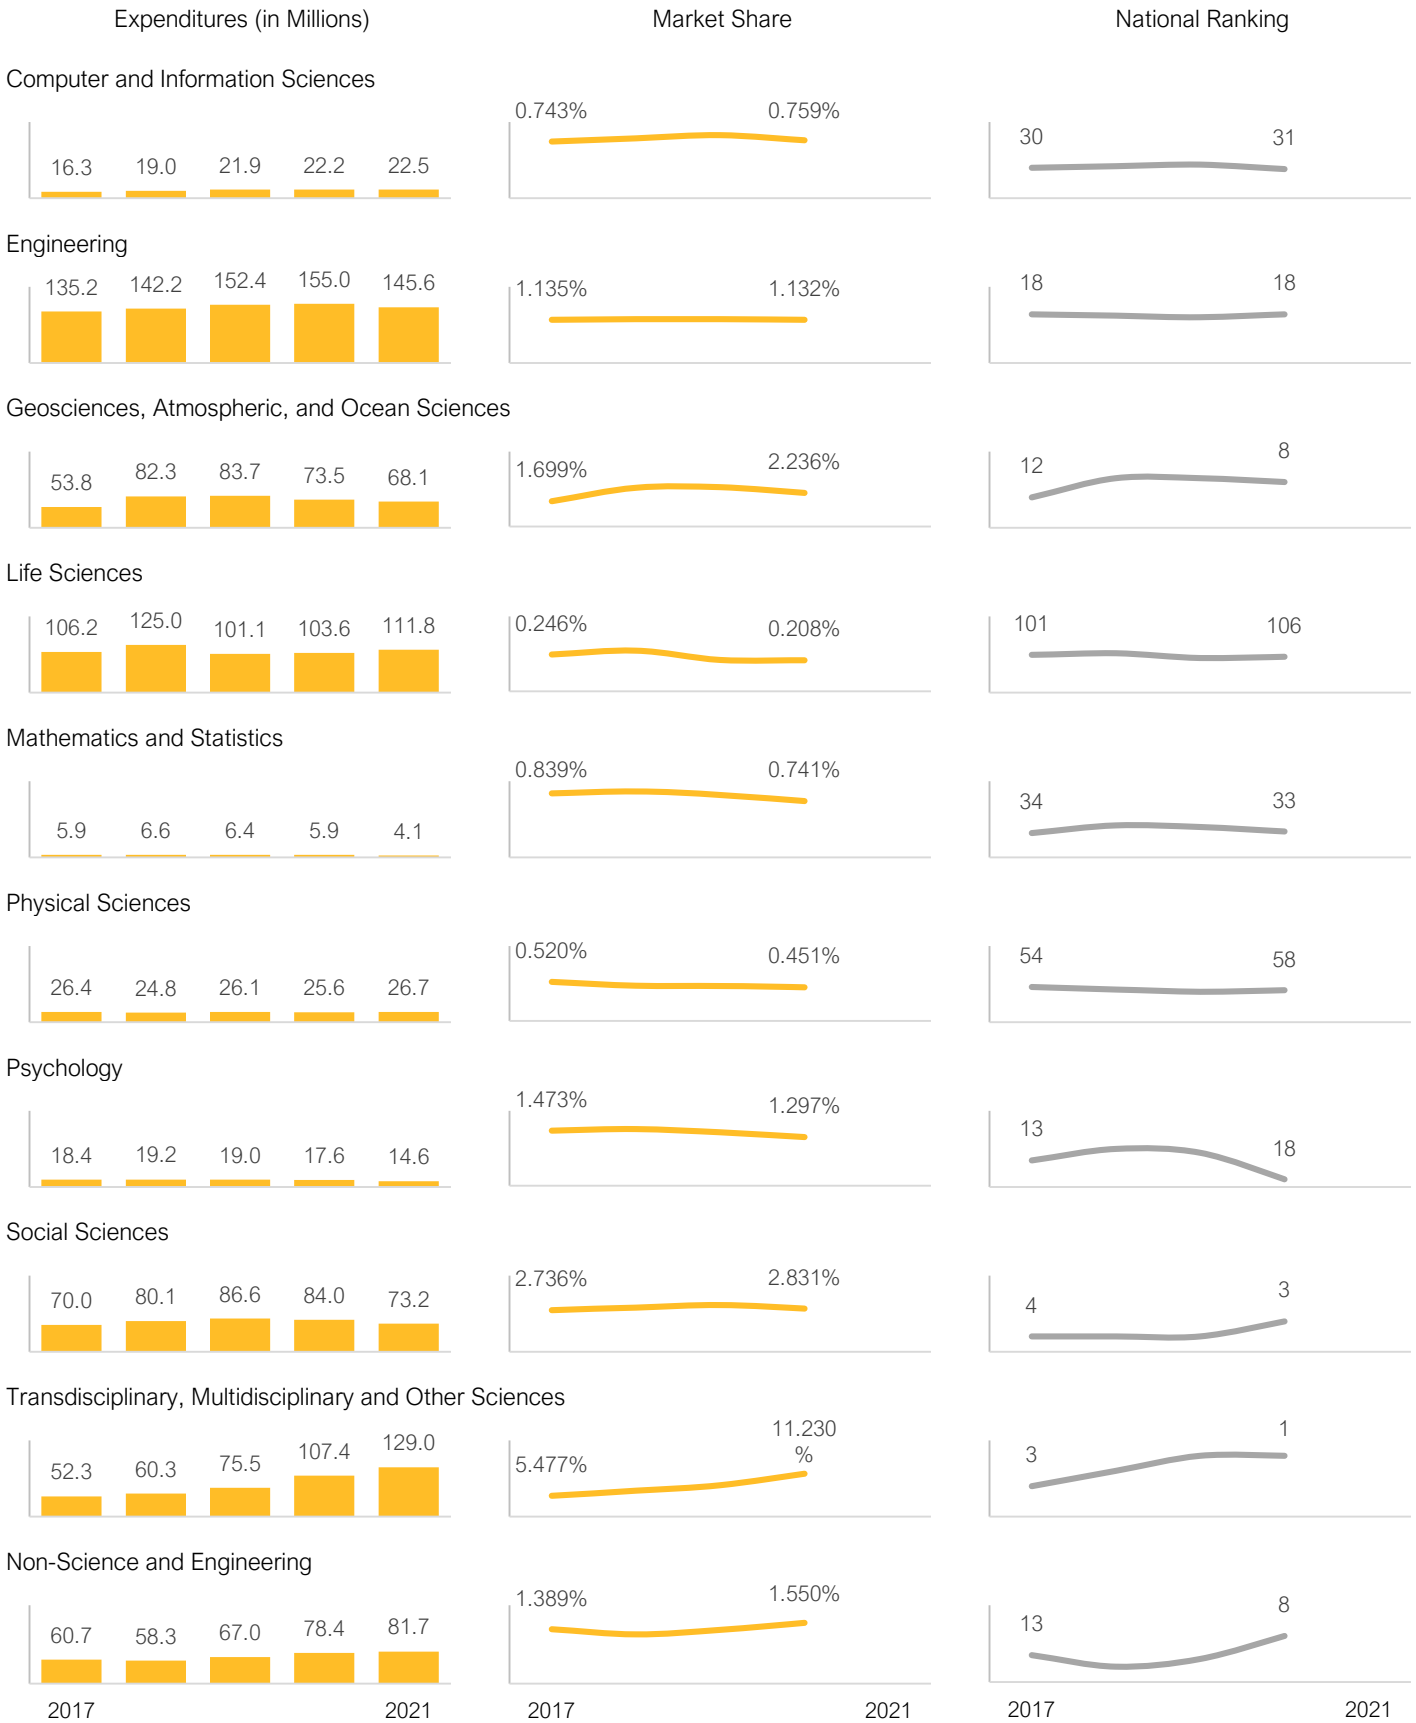 Expenditures (in Millions) Market Share National Ranking
Computer and Information Sciences
16.3 19.0 21.9 22.2 22.5 0.743% 0.759% 30 31
Engineering
135.2 142.2 152.4 155.0 145.6 1.135% 1.132% 18 18
Geosciences, Atmospheric, and Ocean Sciences
53.8 82.3 83.7 73.5 68.1 1.699% 2.236% 12 8
Life Sciences
106.2 125.0 101.1 103.6 111.8 0.246% 0.208% 101 106
Mathematics and Statistics
5.9 6.6 6.4 5.9 4.1 0.839% 0.741% 34 33
Physical Sciences
26.4 24.8 26.1 25.6 26.7 0.520% 0.451% 54 58
Psychology
18.4 19.2 19.0 17.6 14.6 1.473% 1.297% 13 18
Social Sciences
70.0 80.1 86.6 84.0 73.2 2.736% 2.831% 4 3
Transdisciplinary, Multidisciplinary and Other Sciences
52.3 60.3 75.5 107.4 129.0 5.477% 11.230
% 3 1
Non-Science and Engineering
60.7 58.3 67.0 78.4 81.7 1.389% 1.550% 13 8
2017 2021 2017 2021 2017 2021